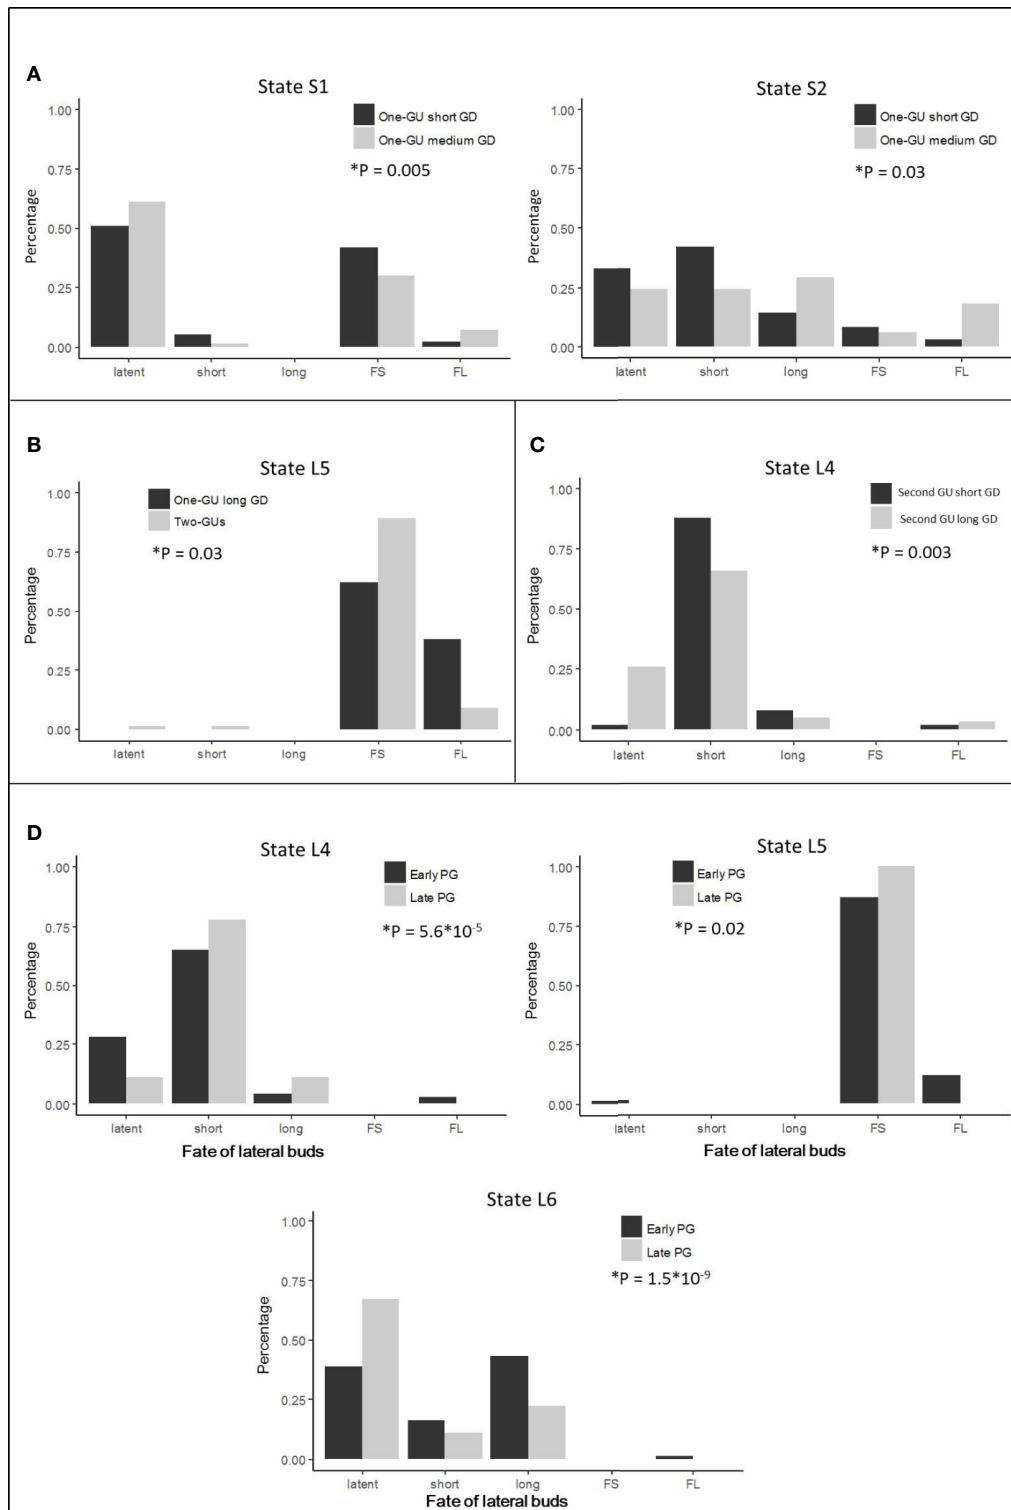 A
State S1
One-GU short GD
One-GU medium GD
*P = 0.005
Percentage
1.00
0.75
0.50
0.25
0.00
latent short long FS FL
State S2
One-GU short GD
One-GU medium GD
*P = 0.03
Percentage
1.00
0.75
0.50
0.25
0.00
latent short long FS FL
B
State L5
One-GU long GD
Two-GUs
*P = 0.03
Percentage
1.00
0.75
0.50
0.25
0.00
latent short long FS FL
C
State L4
Second GU short GD
Second GU long GD
*P = 0.003
Percentage
1.00
0.75
0.50
0.25
0.00
latent short long FS FL
D
State L4
Early PG
Late PG
*P = 5.6*10-5
Percentage
1.00
0.75
0.50
0.25
0.00
latent short long FS FL
Fate of lateral buds
State L5
Early PG
Late PG
*P = 0.02
Percentage
1.00
0.75
0.50
0.25
0.00
latent short long FS FL
Fate of lateral buds
State L6
Early PG
Late PG
*P = 1.5*10-9
Percentage
1.00
0.75
0.50
0.25
0.00
latent short long FS FL
Fate of lateral buds